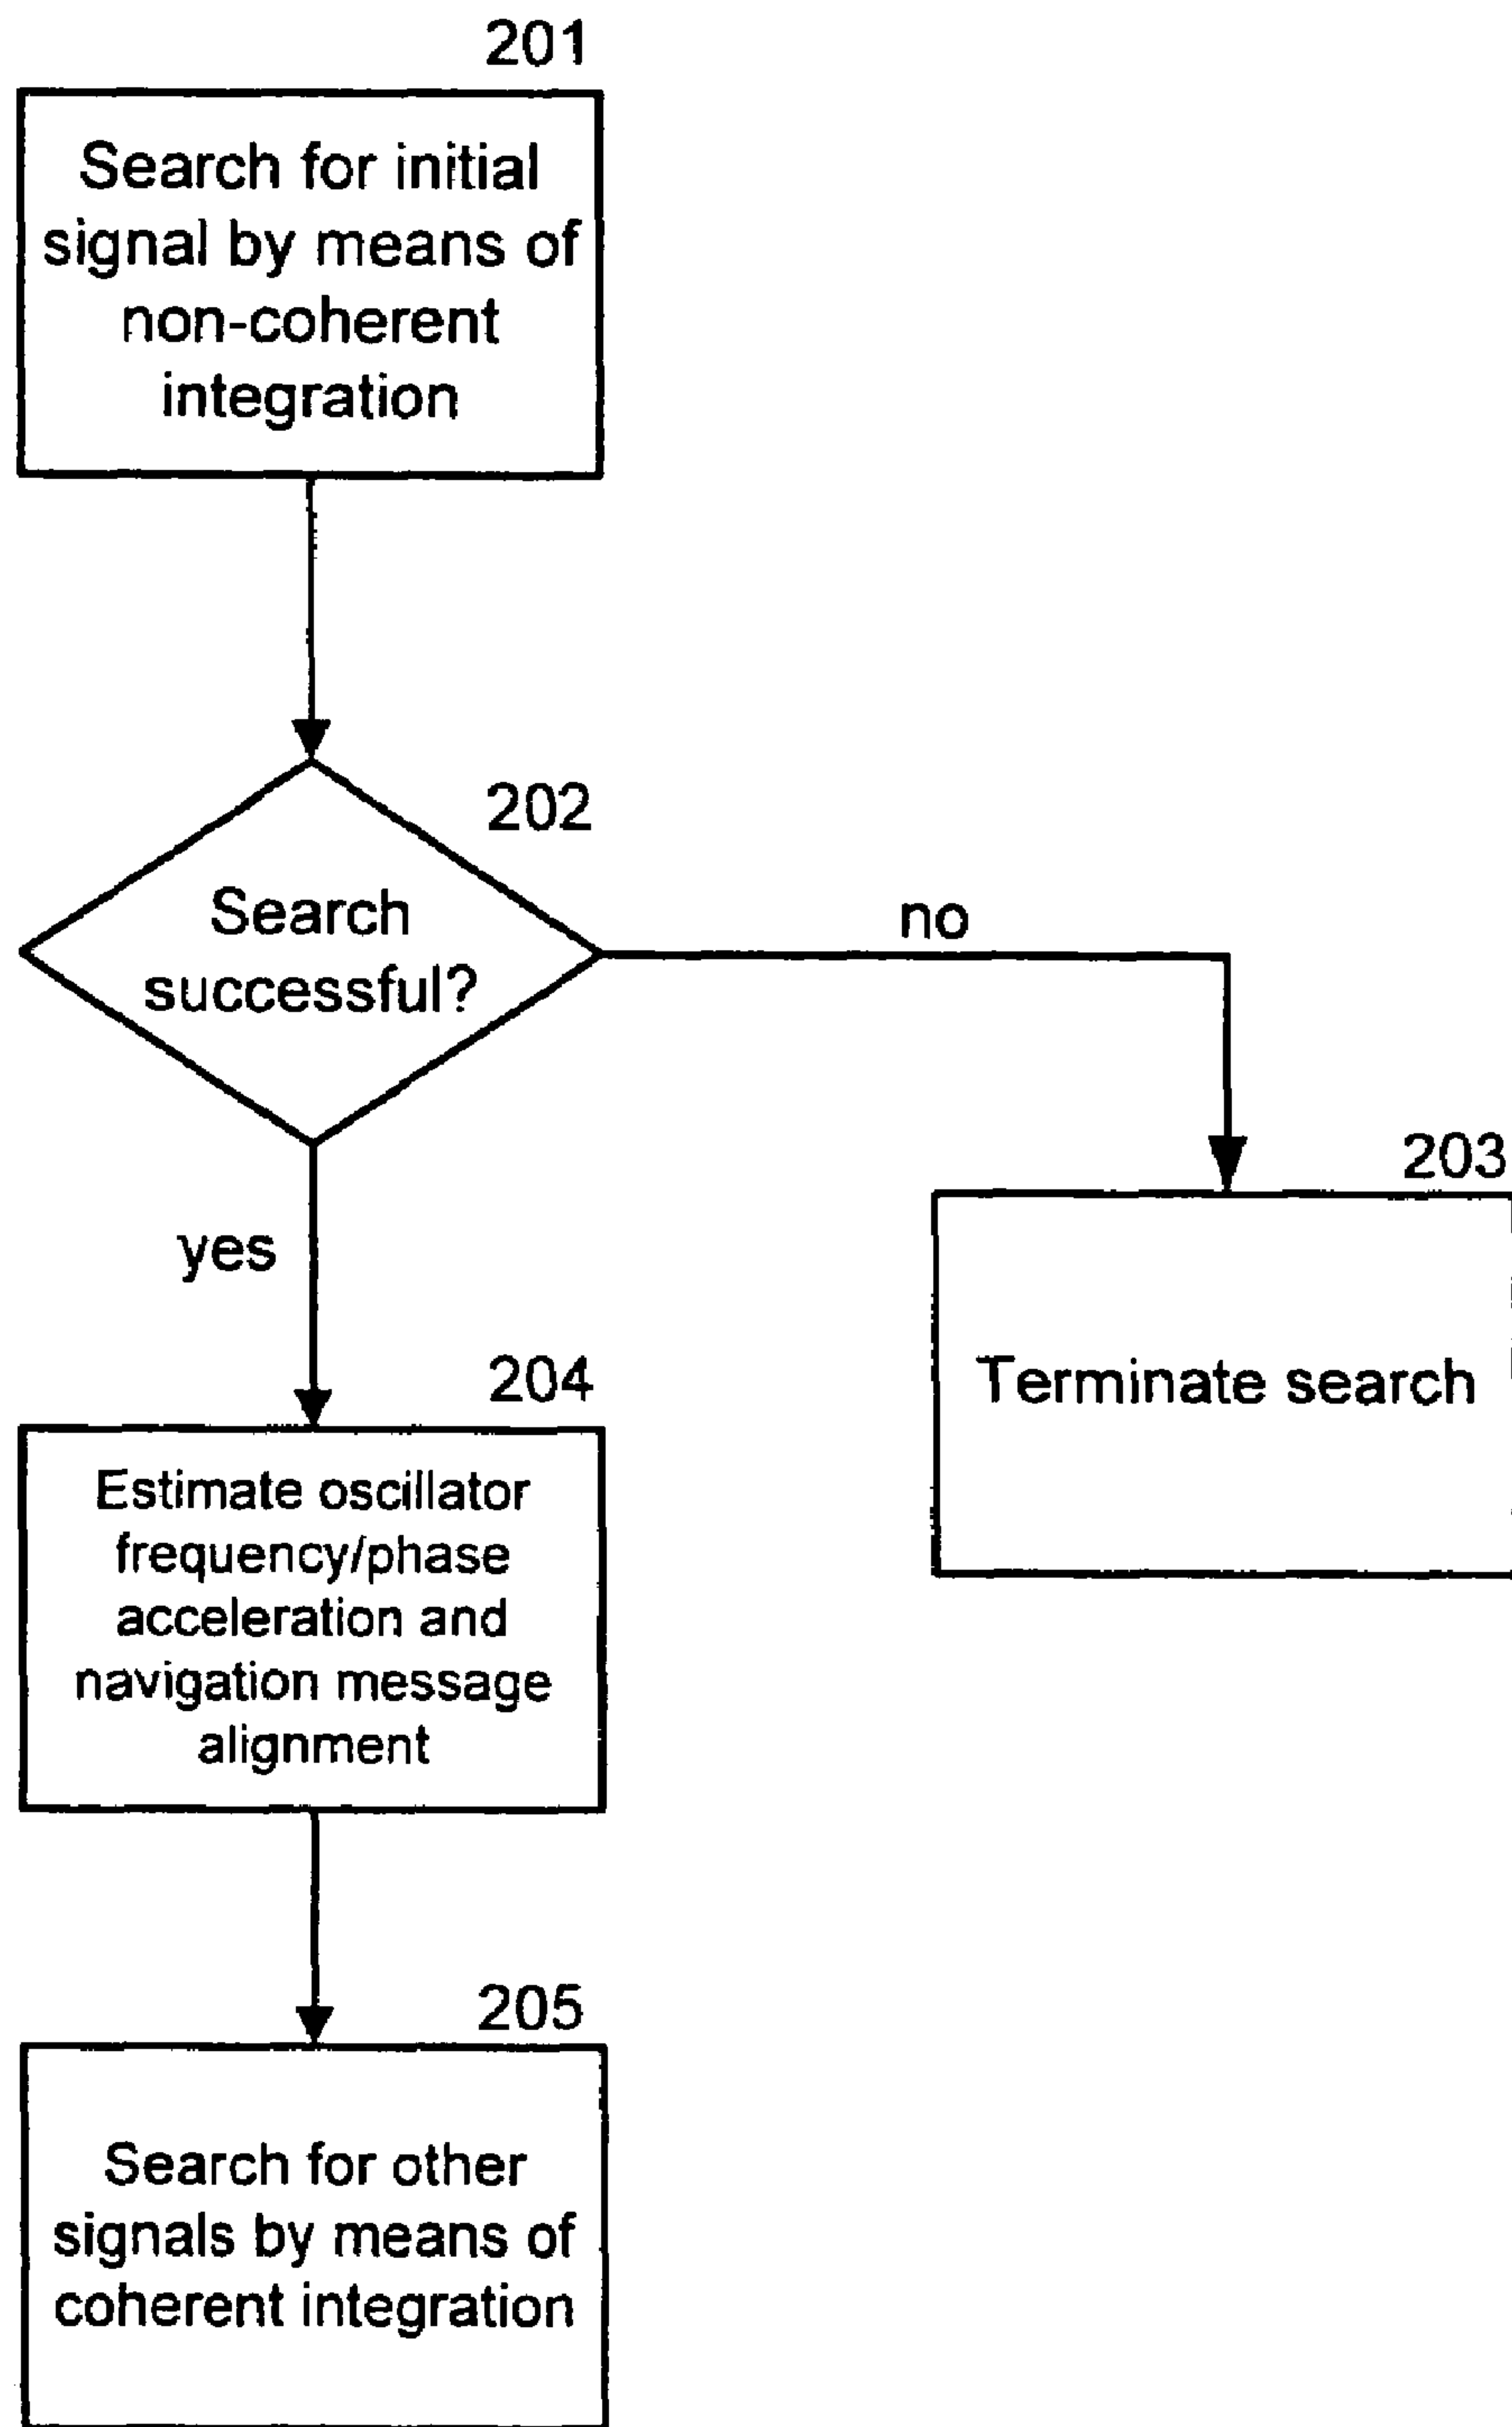 201
Search for initial
signal by means of
non-coherent
integration
202
Search
successful?
no
203
Terminate search
yes
204
Estimate oscillator
frequency/phase
acceleration and
navigation message
alignment
205
Search for other
signals by means of
coherent integration